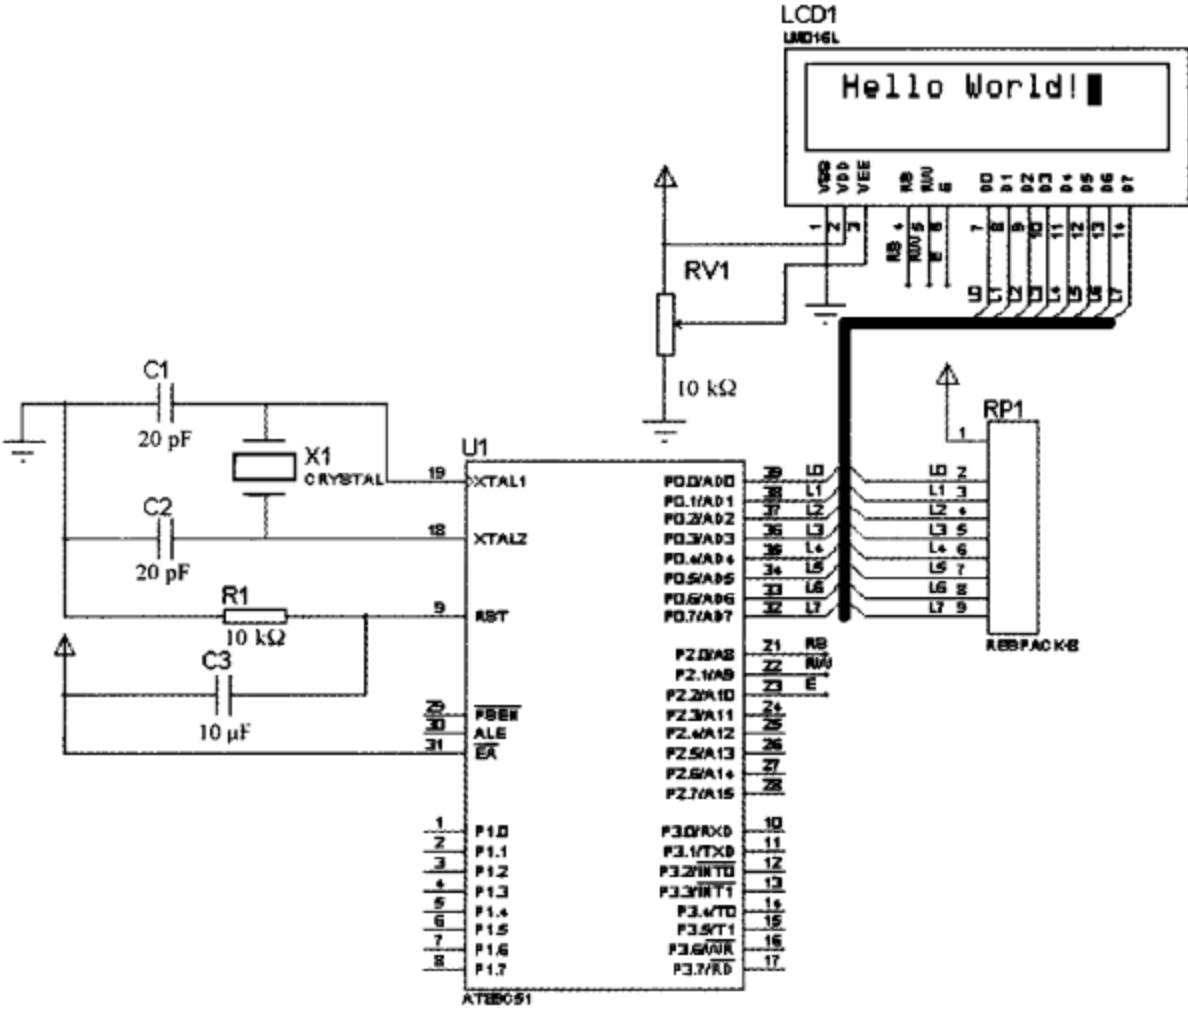 LCD1
LM016L
Hello World!
VSS VDD VEE RS RW E D0 D1 D2 D3 D4 D5 D6 D7
1 2 3 4 5 6 7 8 9 10 11 12 13 14
RS RW E L0 L1 L2 L3 L4 L5 L6 L7
RV1
10 kΩ
C1
20 pF
X1
CRYSTAL
C2
20 pF
R1
10 kΩ
C3
10 μF
U1
19 XTAL1
18 XTAL2
9 RST
29 PSEN
30 ALE
31 EA
1 P1.0
2 P1.1
3 P1.2
4 P1.3
5 P1.4
6 P1.5
7 P1.6
8 P1.7
P0.0/AD0 39 L0
P0.1/AD1 38 L1
P0.2/AD2 37 L2
P0.3/AD3 36 L3
P0.4/AD4 35 L4
P0.5/AD5 34 L5
P0.6/AD6 33 L6
P0.7/AD7 32 L7
P2.0/A8 21 RS
P2.1/A9 22 RW
P2.2/A10 23 E
P2.3/A11 24
P2.4/A12 25
P2.5/A13 26
P2.6/A14 27
P2.7/A15 28
P3.0/RXD 10
P3.1/TXD 11
P3.2/INT0 12
P3.3/INT1 13
P3.4/T0 14
P3.5/T1 15
P3.6/WR 16
P3.7/RD 17
AT89C51
RP1
1
L0 2
L1 3
L2 4
L3 5
L4 6
L5 7
L6 8
L7 9
RESPACK-8